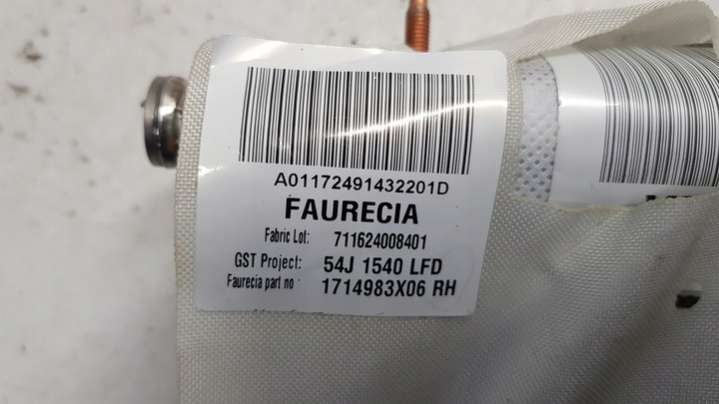 A01172491432201D
FAURECIA
Fabric Lot: 711624008401
GST Project: 54J 1540 LFD
Faurecia part no : 1714983X06 RH